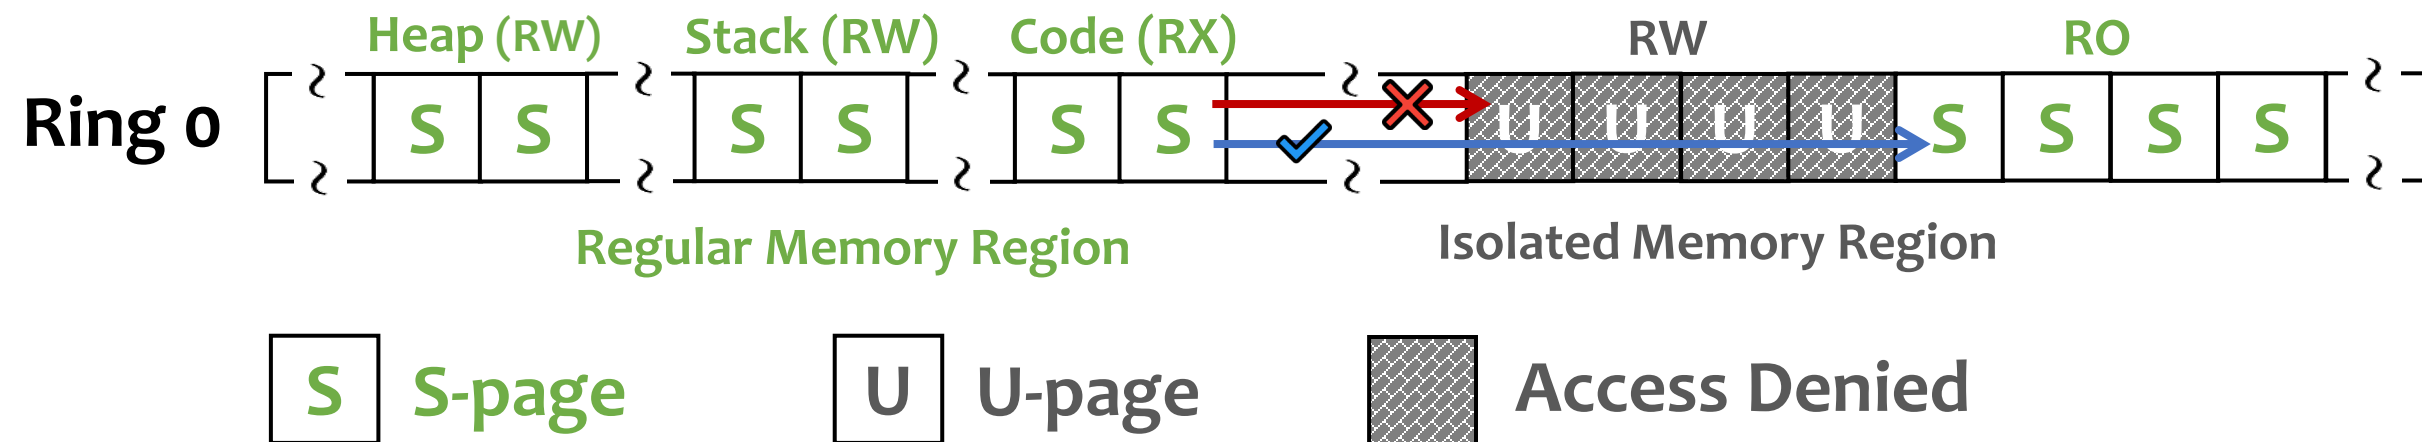 Heap (RW) Stack (RW) Code (RX) RW RO
Ring 0 S S S S S S U U U U S S S S
Regular Memory Region Isolated Memory Region
S S-page U U-page Access Denied